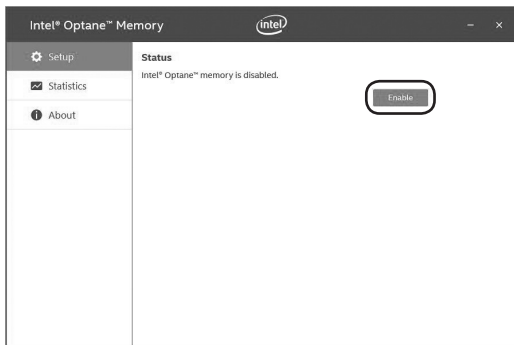 Intel® Optane™ Memory
intel
Setup
Statistics
About
Status
Intel® Optane™ memory is disabled.
Enable